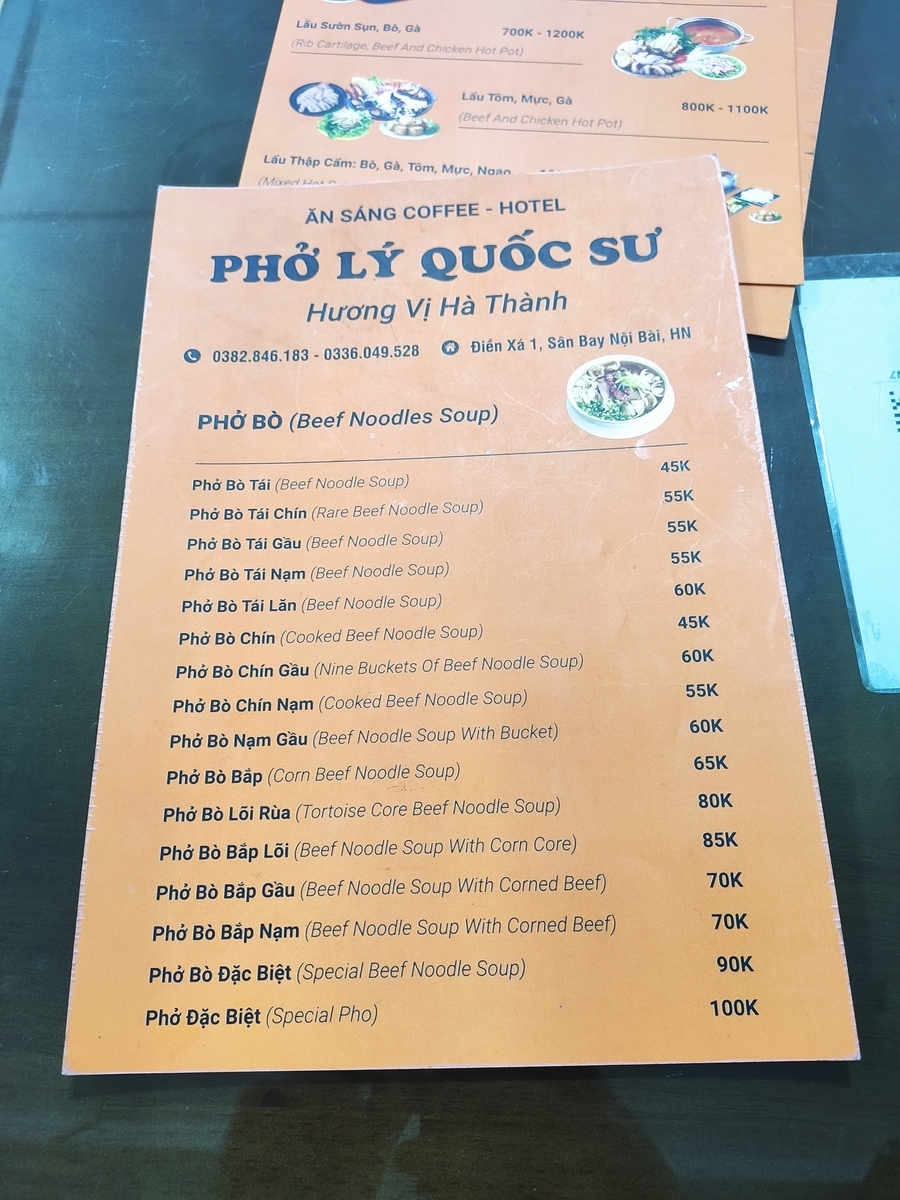 Lẩu Sườn Sụn, Bò, Gà 700K - 1200K
(Rib Cartilage, Beef And Chicken Hot Pot)
Lẩu Tôm, Mực, Gà 800K - 1100K
(Beef And Chicken Hot Pot)
Lẩu Thập Cẩm: Bò, Gà, Tôm, Mực, Ngan
(Mixed Hot
ĂN SÁNG COFFEE - HOTEL
PHỞ LÝ QUỐC SƯ
Hương Vị Hà Thành
0382.846.183 - 0336.049.528 Điền Xá 1, Sân Bay Nội Bài, HN
PHỞ BÒ (Beef Noodles Soup)
Phở Bò Tái (Beef Noodle Soup) 45K
Phở Bò Tái Chín (Rare Beef Noodle Soup) 55K
Phở Bò Tái Gầu (Beef Noodle Soup) 55K
Phở Bò Tái Nạm (Beef Noodle Soup) 55K
Phở Bò Tái Lăn (Beef Noodle Soup) 60K
Phở Bò Chín (Cooked Beef Noodle Soup) 45K
Phở Bò Chín Gầu (Nine Buckets Of Beef Noodle Soup) 60K
Phở Bò Chín Nạm (Cooked Beef Noodle Soup) 55K
Phở Bò Nạm Gầu (Beef Noodle Soup With Bucket) 60K
Phở Bò Bắp (Corn Beef Noodle Soup) 65K
Phở Bò Lõi Rùa (Tortoise Core Beef Noodle Soup) 80K
Phở Bò Bắp Lõi (Beef Noodle Soup With Corn Core) 85K
Phở Bò Bắp Gầu (Beef Noodle Soup With Corned Beef) 70K
Phở Bò Bắp Nạm (Beef Noodle Soup With Corned Beef) 70K
Phở Bò Đặc Biệt (Special Beef Noodle Soup) 90K
Phở Đặc Biệt (Special Pho) 100K